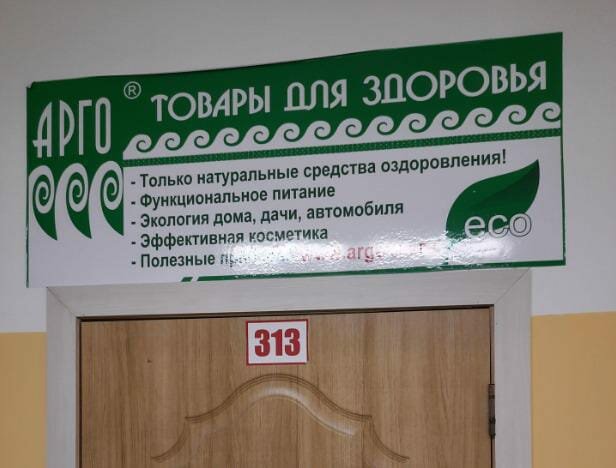 АРГО ® ТОВАРЫ ДЛЯ ЗДОРОВЬЯ
- Только натуральные средства оздоровления!
- Функциональное питание
- Экология дома, дачи, автомобиля
- Эффективная косметика
- Полезные
eco
313